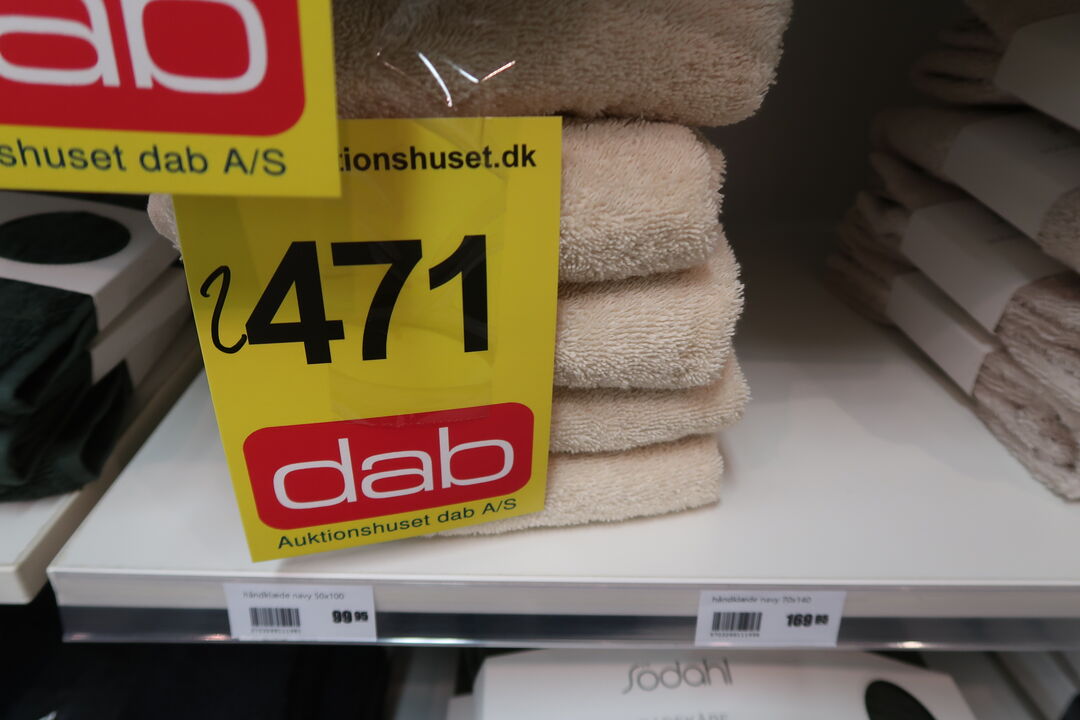 ab
shuset dab A/S
tionshuset.dk
2471
dab
Auktionshuset dab A/S
håndklæde navy 50x100
99 95
håndklæde navy 70x140
169 95
Södahl